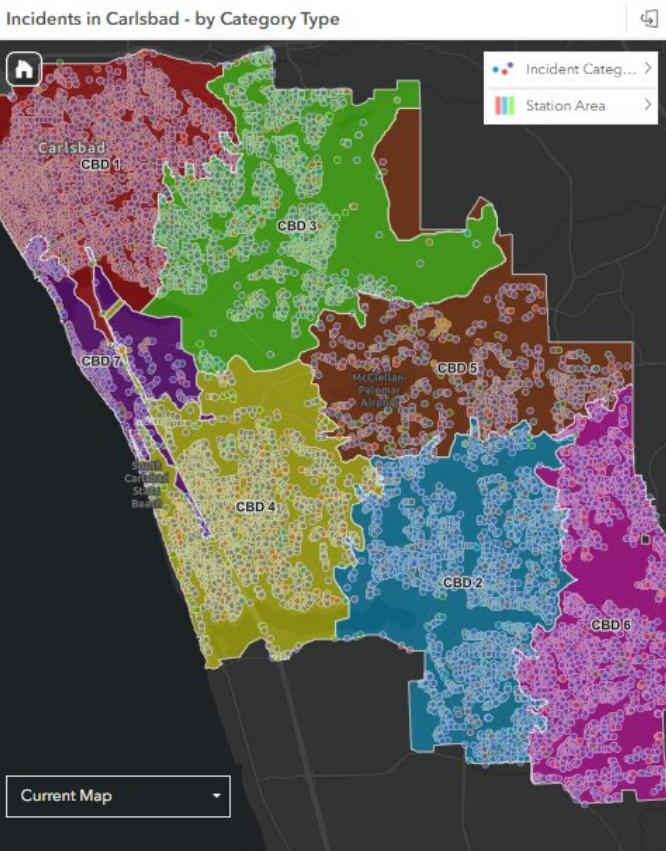 Incidents in Carlsbad - by Category Type
Incident Categ...
Station Area
Carlsbad
CBD 1
CBD 3
CBD 7
CBD 5
McClellan-
Palomar
Airport
South
Carlsbad
State
Beach
CBD 4
CBD 2
CBD 6
Current Map